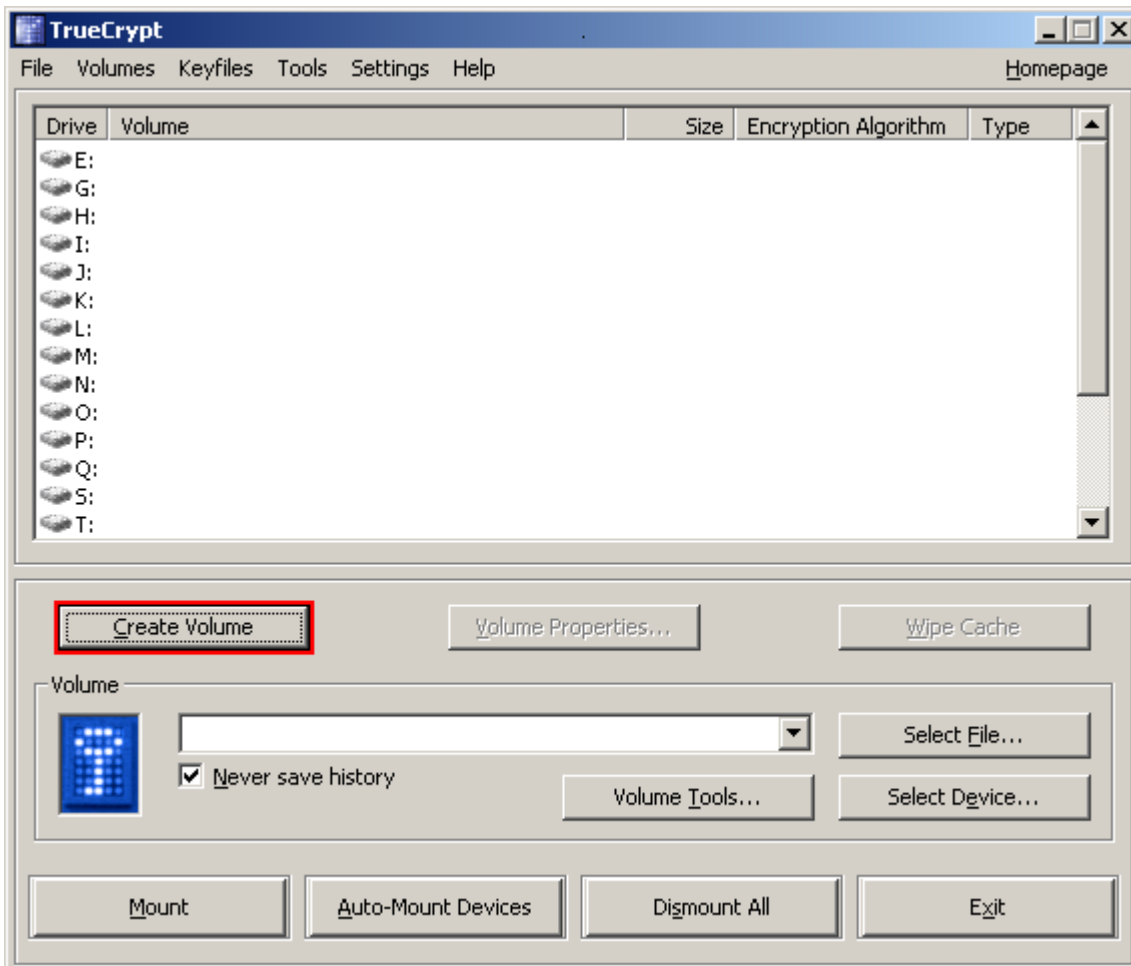 TrueCrypt
File Volumes Keyfiles Tools Settings Help Homepage
Drive Volume Size Encryption Algorithm Type
E:
G:
H:
I:
J:
K:
L:
M:
N:
O:
P:
Q:
S:
T:
Create Volume Volume Properties... Wipe Cache
Volume
Select File...
Never save history
Volume Tools... Select Device...
Mount Auto-Mount Devices Dismount All Exit